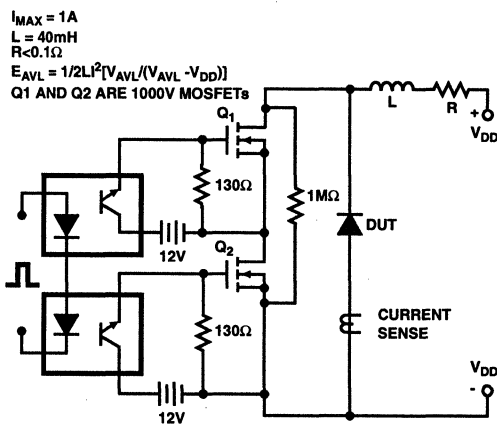 IMAX = 1A
L = 40mH
R<0.1Ω
EAVL = 1/2LI²[VAVL/(VAVL -VDD)]
Q1 AND Q2 ARE 1000V MOSFETs
Q1
L
R
+
VDD
130Ω
1MΩ
DUT
12V
Q2
130Ω
CURRENT
SENSE
VDD
-
12V